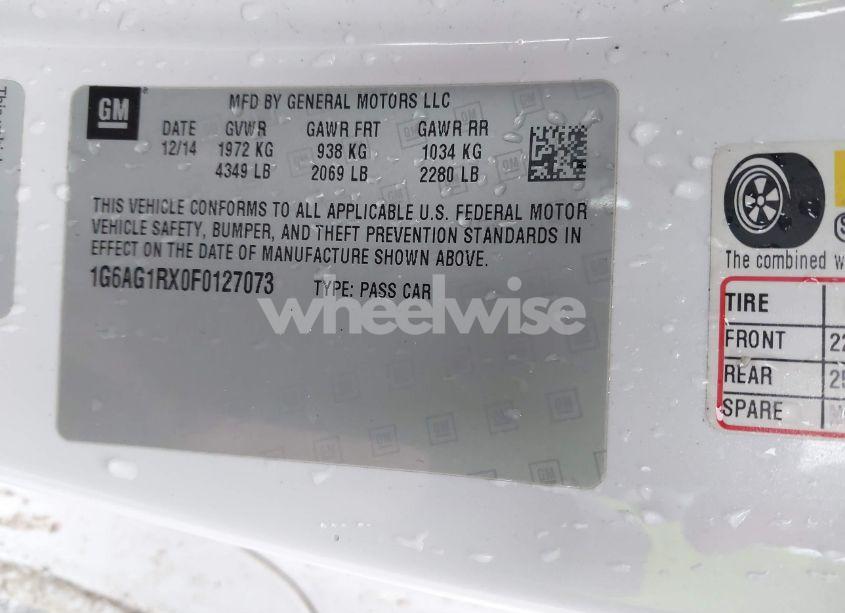 GM
MFD BY GENERAL MOTORS LLC
DATE GVWR GAWR FRT GAWR RR
12/14 1972 KG 938 KG 1034 KG
4349 LB 2069 LB 2280 LB
THIS VEHICLE CONFORMS TO ALL APPLICABLE U.S. FEDERAL MOTOR
VEHICLE SAFETY, BUMPER, AND THEFT PREVENTION STANDARDS IN
EFFECT ON THE DATE OF MANUFACTURE SHOWN ABOVE.
1G6AG1RX0F0127073 TYPE: PASS CAR
wheelwise
The combined w
TIRE
FRONT 22
REAR 25
SPARE